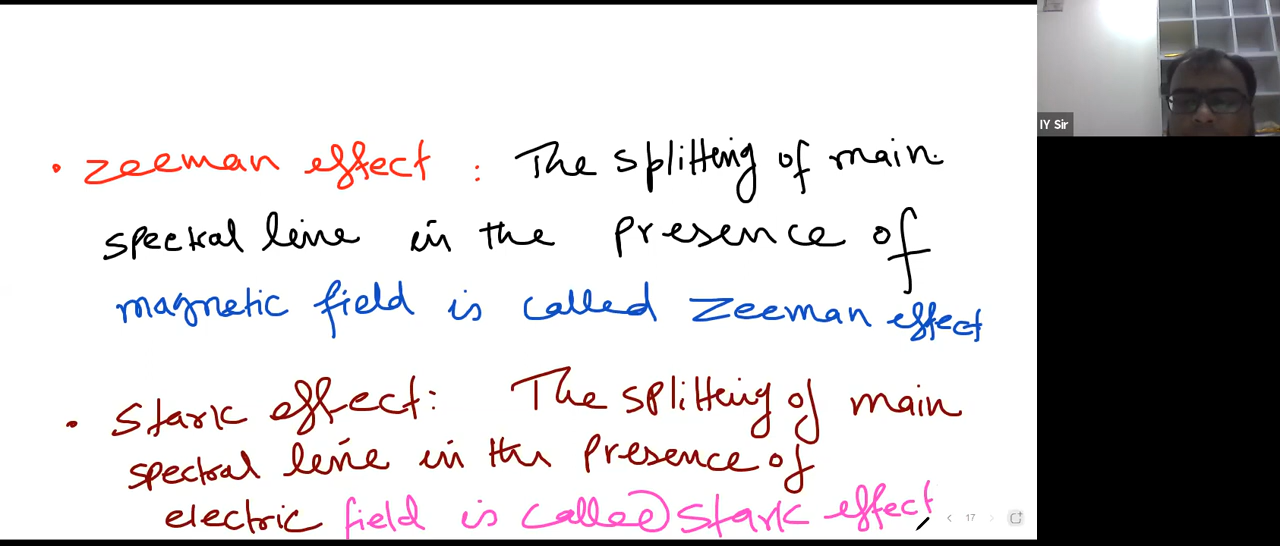 • Zeeman effect : The splitting of main
spectral line in the presence of
magnetic field is called Zeeman effect
• Stark effect : The splitting of main
spectral line in the presence of
electric field is called Stark effect
17
IY Sir